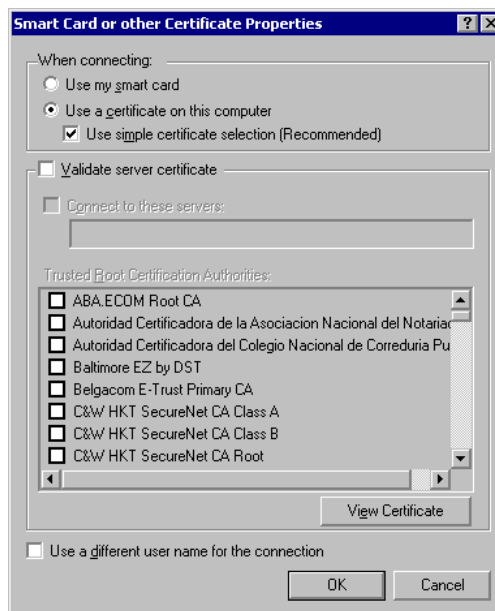 Smart Card or other Certificate Properties
When connecting:
Use my smart card
Use a certificate on this computer
Use simple certificate selection (Recommended)
Validate server certificate
Connect to these servers:
Trusted Root Certification Authorities:
ABA.ECOM Root CA
Autoridad Certificadora de la Asociacion Nacional del Notariac
Autoridad Certificadora del Colegio Nacional de Correduria Pu
Baltimore EZ by DST
Belgacom E-Trust Primary CA
C&W HKT SecureNet CA Class A
C&W HKT SecureNet CA Class B
C&W HKT SecureNet CA Root
View Certificate
Use a different user name for the connection
OK Cancel